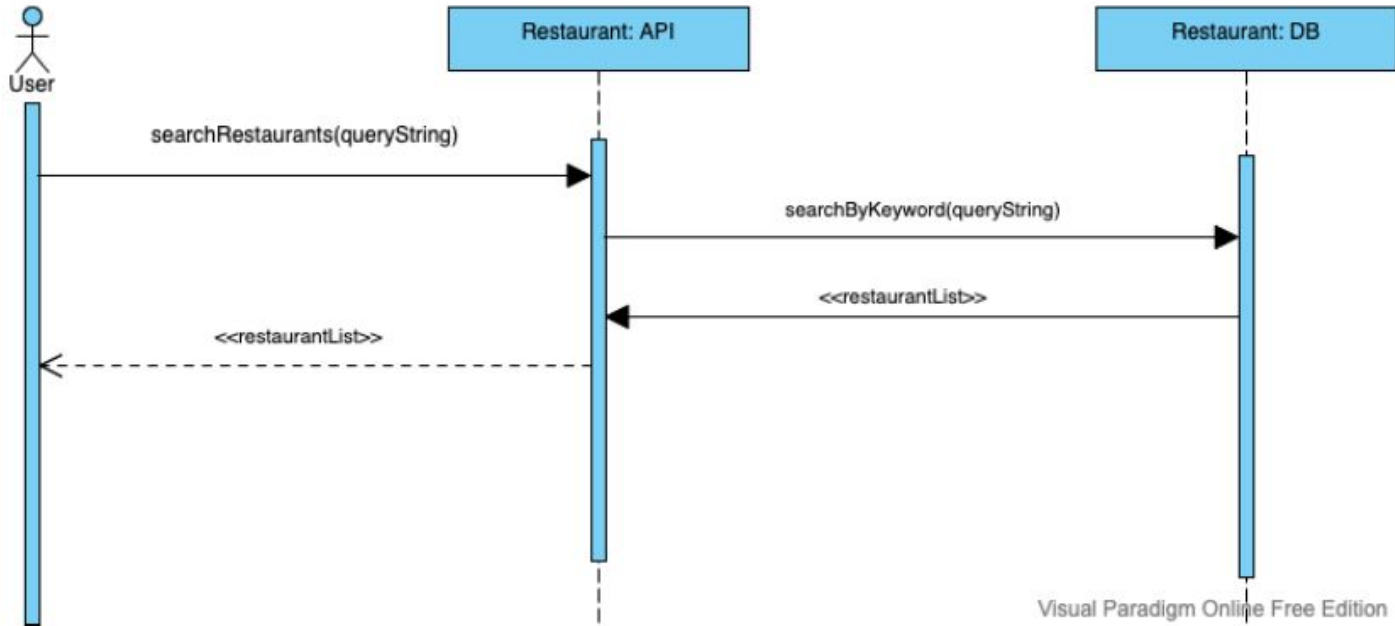 Restaurant: API
Restaurant: DB
User
searchRestaurants(queryString)
searchByKeyword(queryString)
<<restaurantList>>
<<restaurantList>>
Visual Paradigm Online Free Edition